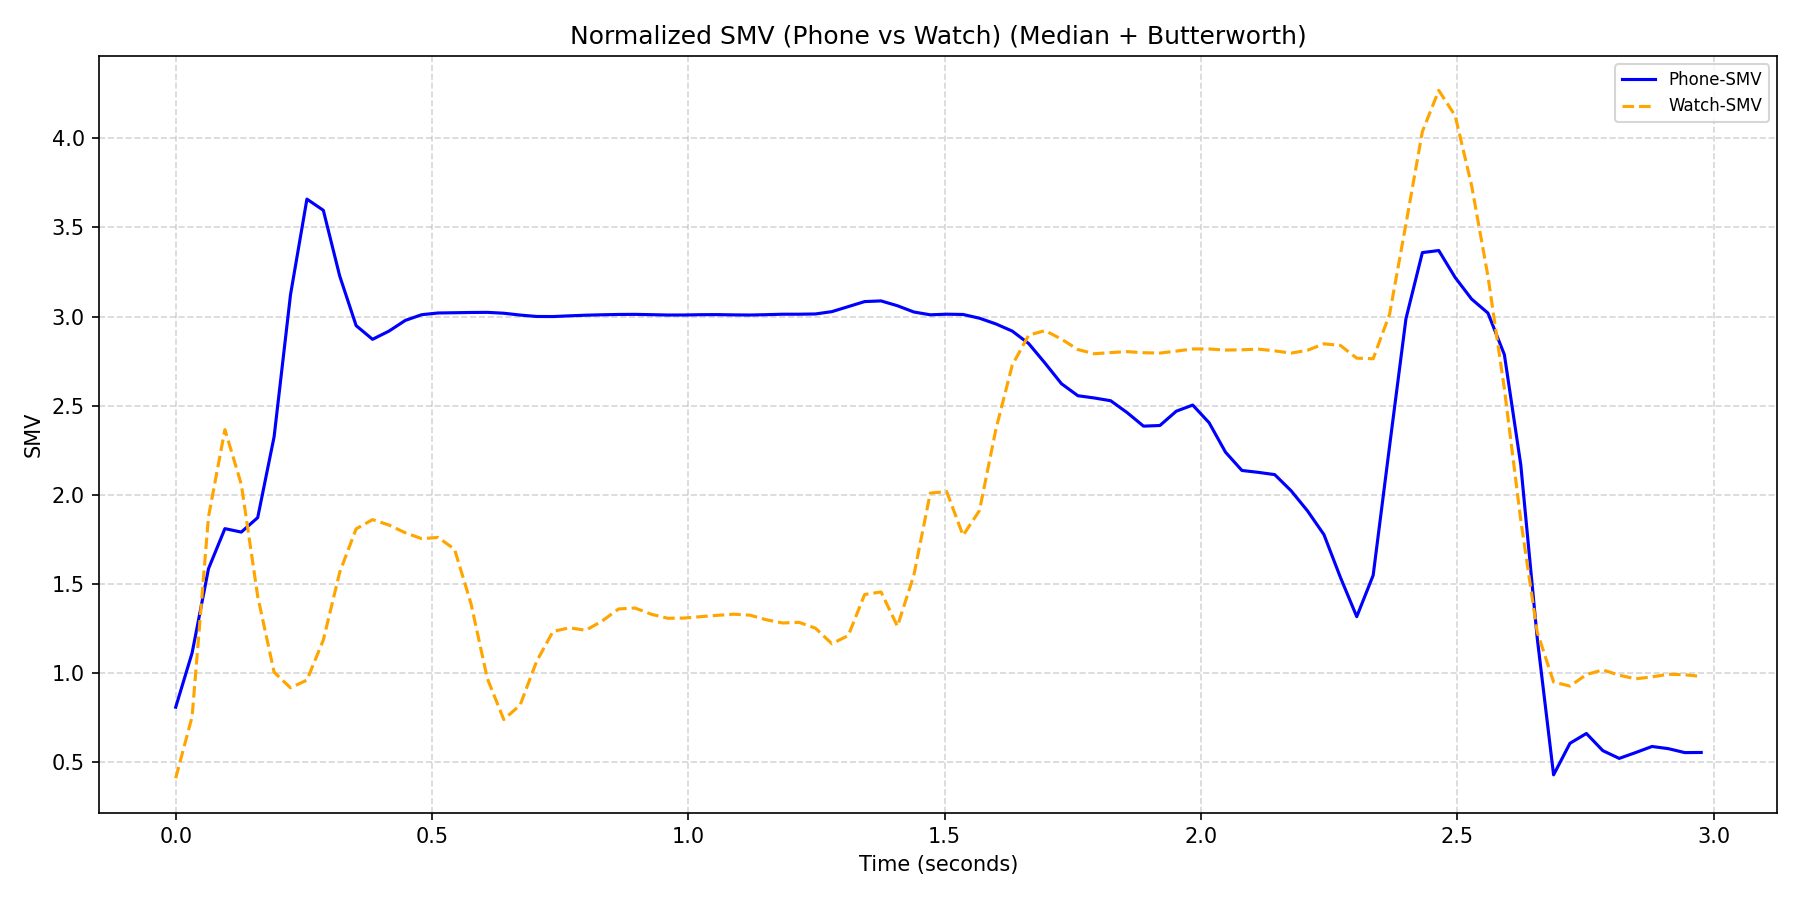 Normalized SMV (Phone vs Watch) (Median + Butterworth)
Phone-SMV
Watch-SMV
SMV
4.0
3.5
3.0
2.5
2.0
1.5
1.0
0.5
0.0 0.5 1.0 1.5 2.0 2.5 3.0
Time (seconds)